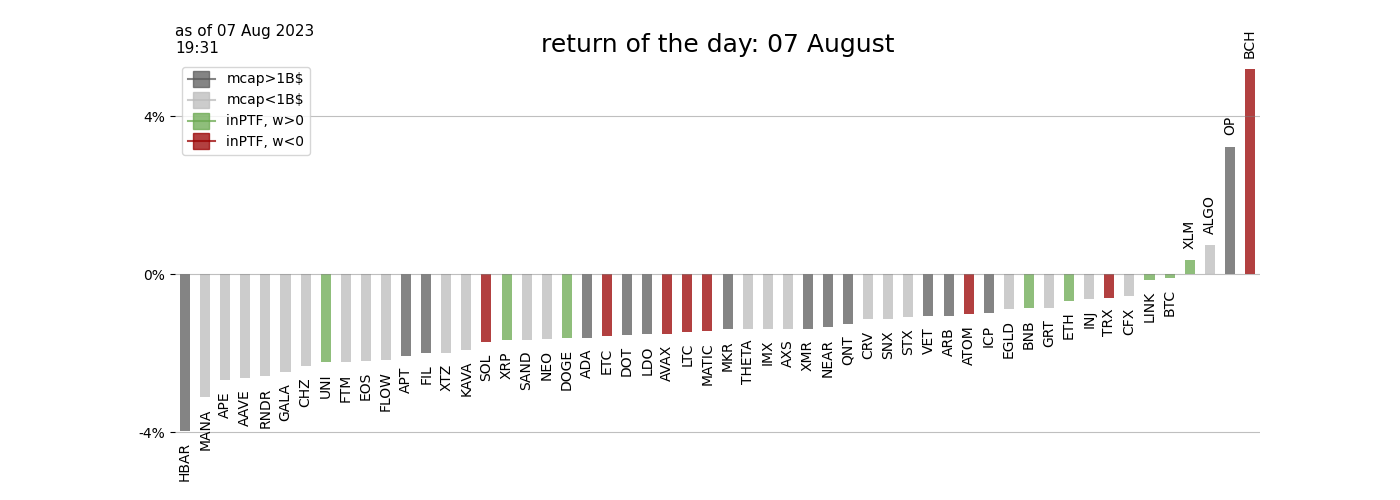 as of 07 Aug 2023
19:31
return of the day: 07 August
mcap>1B$
mcap<1B$
inPTF, w>0
inPTF, w<0
4%
0%
-4%
HBAR
MANA
APE
AAVE
RNDR
GALA
CHZ
UNI
FTM
EOS
FLOW
APT
FIL
XTZ
KAVA
SOL
XRP
SAND
NEO
DOGE
ADA
ETC
DOT
LDO
AVAX
LTC
MATIC
MKR
THETA
IMX
AXS
XMR
NEAR
QNT
CRV
SNX
STX
VET
ARB
ATOM
ICP
EGLD
BNB
GRT
ETH
INJ
TRX
CFX
LINK
BTC
XLM
ALGO
OP
BCH